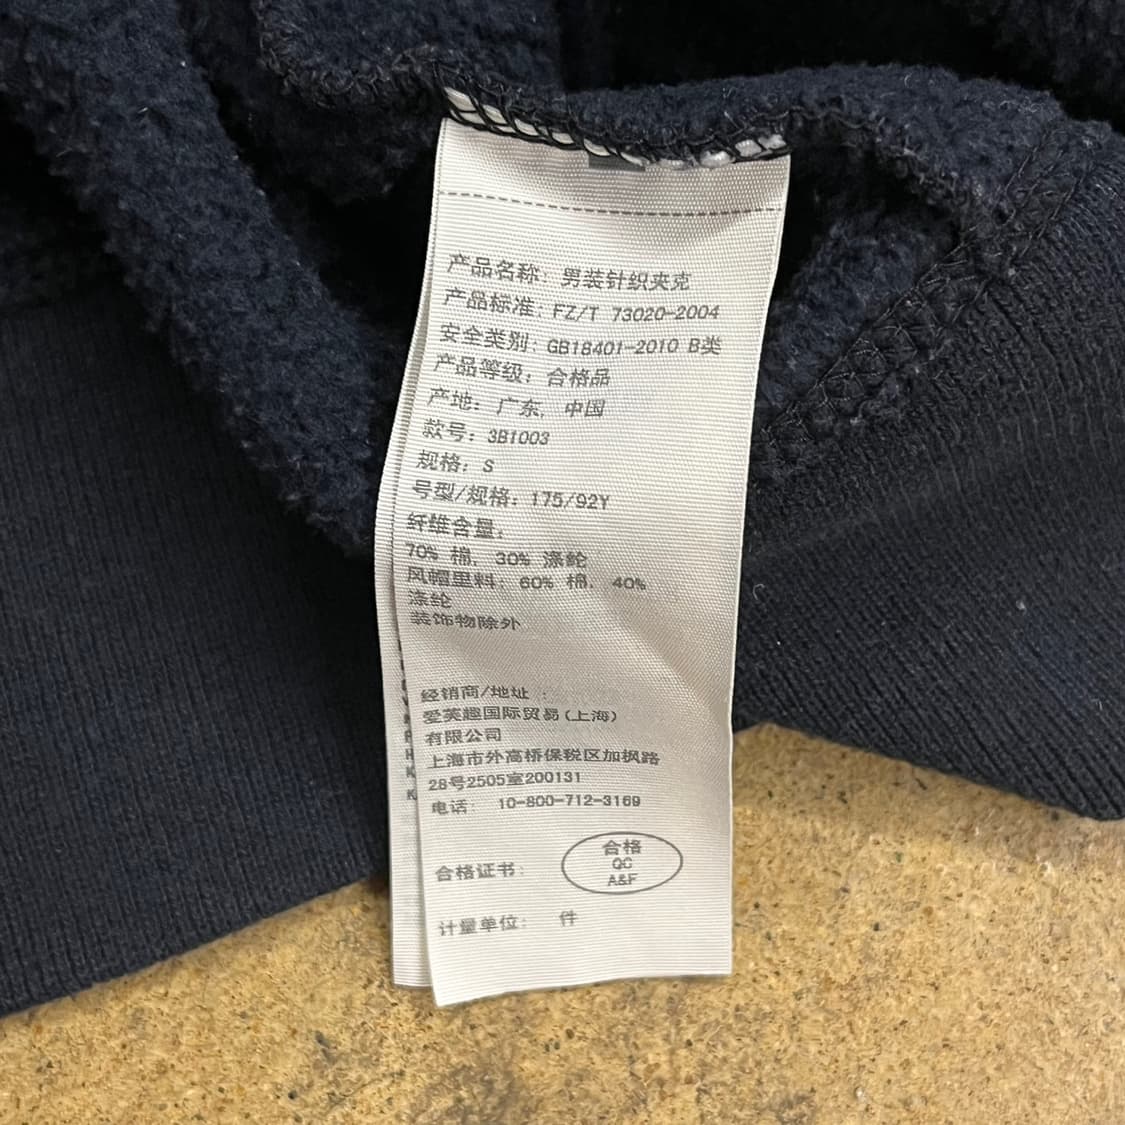 产品名称：男装针织夹克
产品标准：FZ/T 73020-2004
安全类别：GB18401-2010 B类
产品等级：合格品
产地：广东，中国
款号：3B1003
规格：S
号型/规格：175/92Y
纤维含量：
70% 棉，30% 涤纶
风帽里料：60% 棉，40%
涤纶
装饰物除外
经销商/地址：
爱芙趣国际贸易(上海)
有限公司
上海市外高桥保税区加枫路
28号2505室200131
电话：10-800-712-3169
合格证书：
合格
QC
A&F
计量单位：件